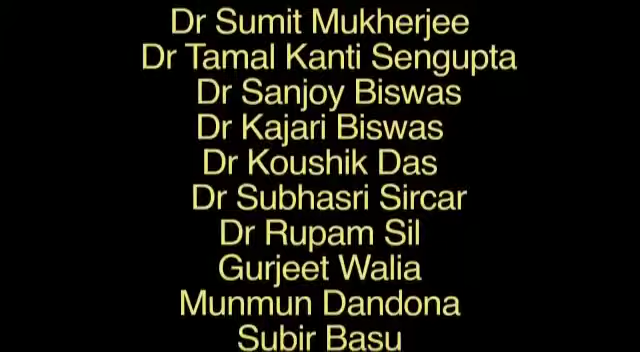 Dr Sumit Mukherjee
Dr Tamal Kanti Sengupta
Dr Sanjoy Biswas
Dr Kajari Biswas
Dr Koushik Das
Dr Subhasri Sircar
Dr Rupam Sil
Gurjeet Walia
Munmun Dandona
Subir Basu